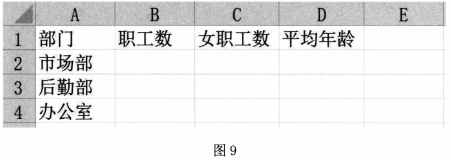 A B C D E
1 部门 职工数 女职工数 平均年龄
2 市场部
3 后勤部
4 办公室
图9